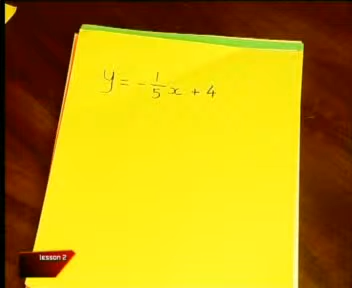 y = -1/5 x + 4
lesson 2